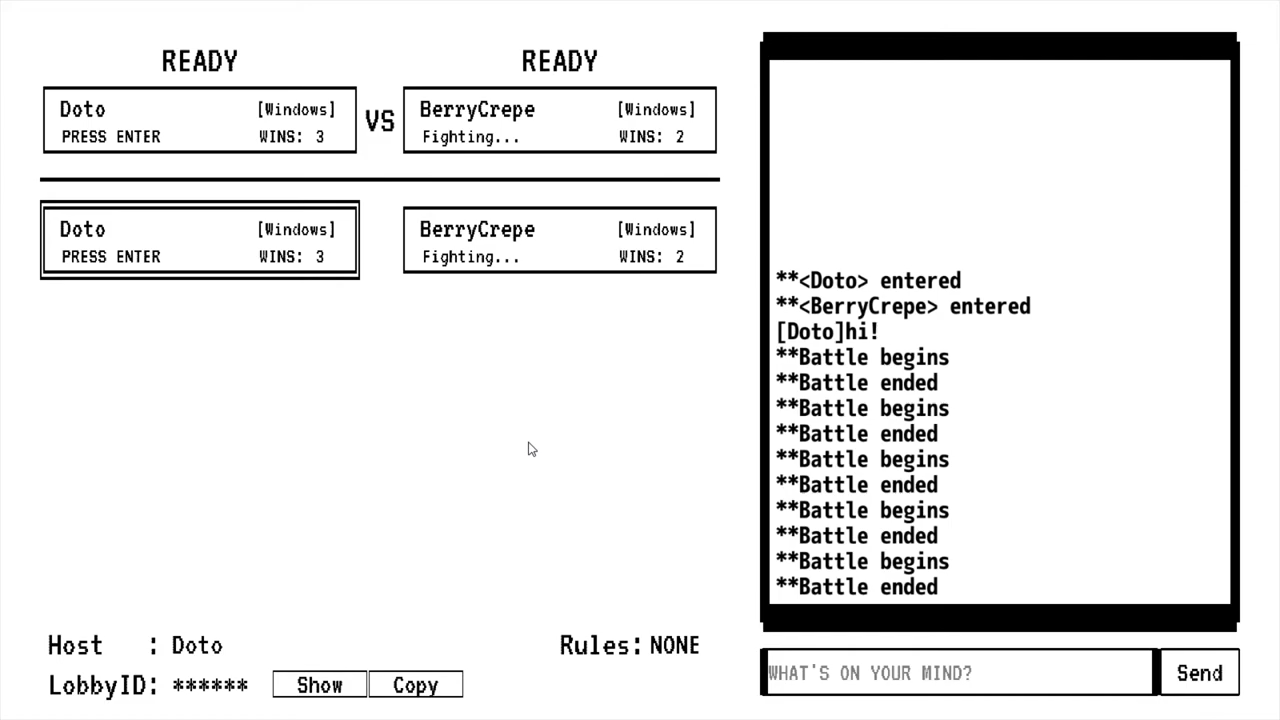 READY
READY
Doto [Windows]
PRESS ENTER WINS: 3
VS
BerryCrepe [Windows]
Fighting... WINS: 2
Doto [Windows]
PRESS ENTER WINS: 3
BerryCrepe [Windows]
Fighting... WINS: 2
**<Doto> entered
**<BerryCrepe> entered
[Doto]hi!
**Battle begins
**Battle ended
**Battle begins
**Battle ended
**Battle begins
**Battle ended
**Battle begins
**Battle ended
**Battle begins
**Battle ended
Host : Doto
Rules: NONE
LobbyID: ****** Show Copy
WHAT'S ON YOUR MIND? Send